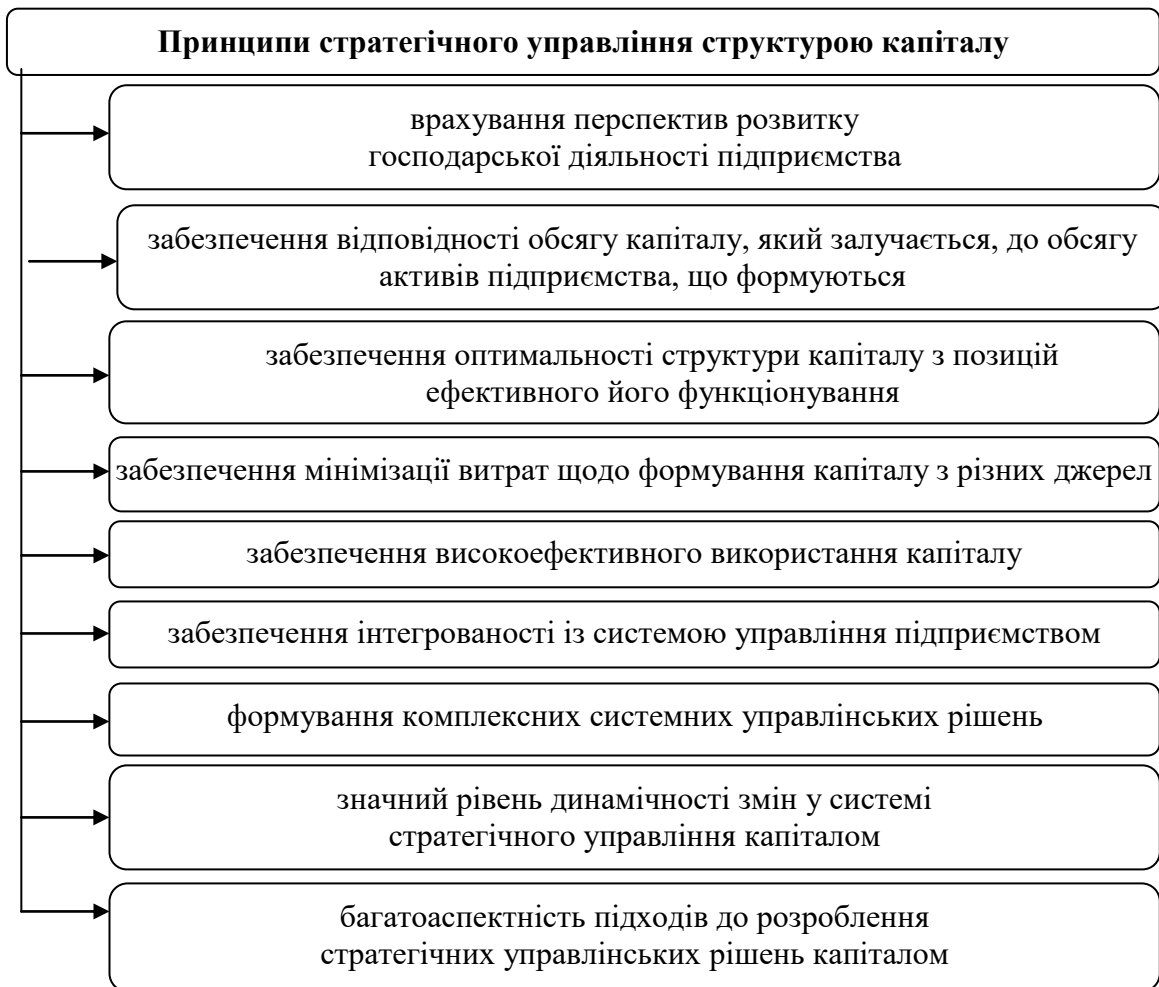 Принципи стратегічного управління структурою капіталу
врахування перспектив розвитку
господарської діяльності підприємства
забезпечення відповідності обсягу капіталу, який залучається, до обсягу
активів підприємства, що формуються
забезпечення оптимальності структури капіталу з позицій
ефективного його функціонування
забезпечення мінімізації витрат щодо формування капіталу з різних джерел
забезпечення високоефективного використання капіталу
забезпечення інтегрованості із системою управління підприємством
формування комплексних системних управлінських рішень
значний рівень динамічності змін у системі
стратегічного управління капіталом
багатоаспектність підходів до розроблення
стратегічних управлінських рішень капіталом